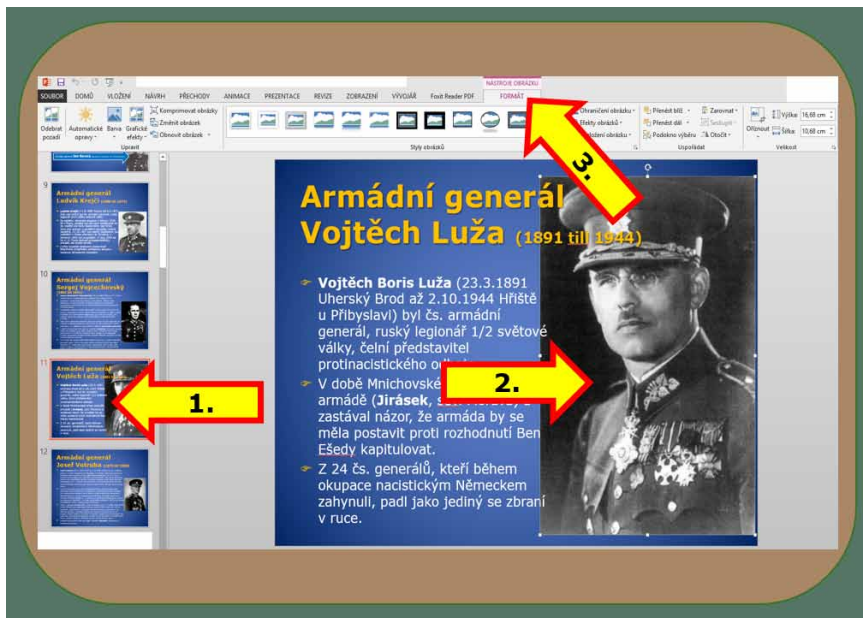 NÁSTROJE OBRÁZKU
SOUBOR DOMŮ VLOŽENÍ NÁVRH PŘECHODY ANIMACE PREZENTACE REVIZE ZOBRAZENÍ VÝVOJÁŘ Foxit Reader PDF FORMÁT
Odebrat pozadí
Automatické opravy
Barva
Grafické efekty
Komprimovat obrázky
Změnit obrázek
Obnovit obrázek
Upravit
Styly obrázků
Ohraničení obrázku
Efekty obrázků
obrázku
Přenést blíž
Přenést dál
Podokno výběru
Zarovnat
Seskupit
Otočit
Uspořádat
Oříznout
Výška: 16,68 cm
Šířka: 10,68 cm
Velikost
3.
9
Armádní generál
Ludvík Krejčí
10
Armádní generál
Sergej Vojcechovský
11
Armádní generál
Vojtěch Luža
1.
12
Armádní generál
Josef Votruba
Armádní generál
Vojtěch Luža (1891 till 1944)
Vojtěch Boris Luža (23.3.1891
Uherský Brod až 2.10.1944 Hřiště
u Přibyslavi) byl čs. armádní
generál, ruský legionář 1/2 světové
války, čelní představitel
protinacistického
V době Mnichovské
armádě (Jirásek,
zastával názor, že armáda by se
měla postavit proti rozhodnutí Ben
Ešedy kapitulovat.
Z 24 čs. generálů, kteří během
okupace nacistickým Německem
zahynuli, padl jako jediný se zbraní
v ruce.
2.